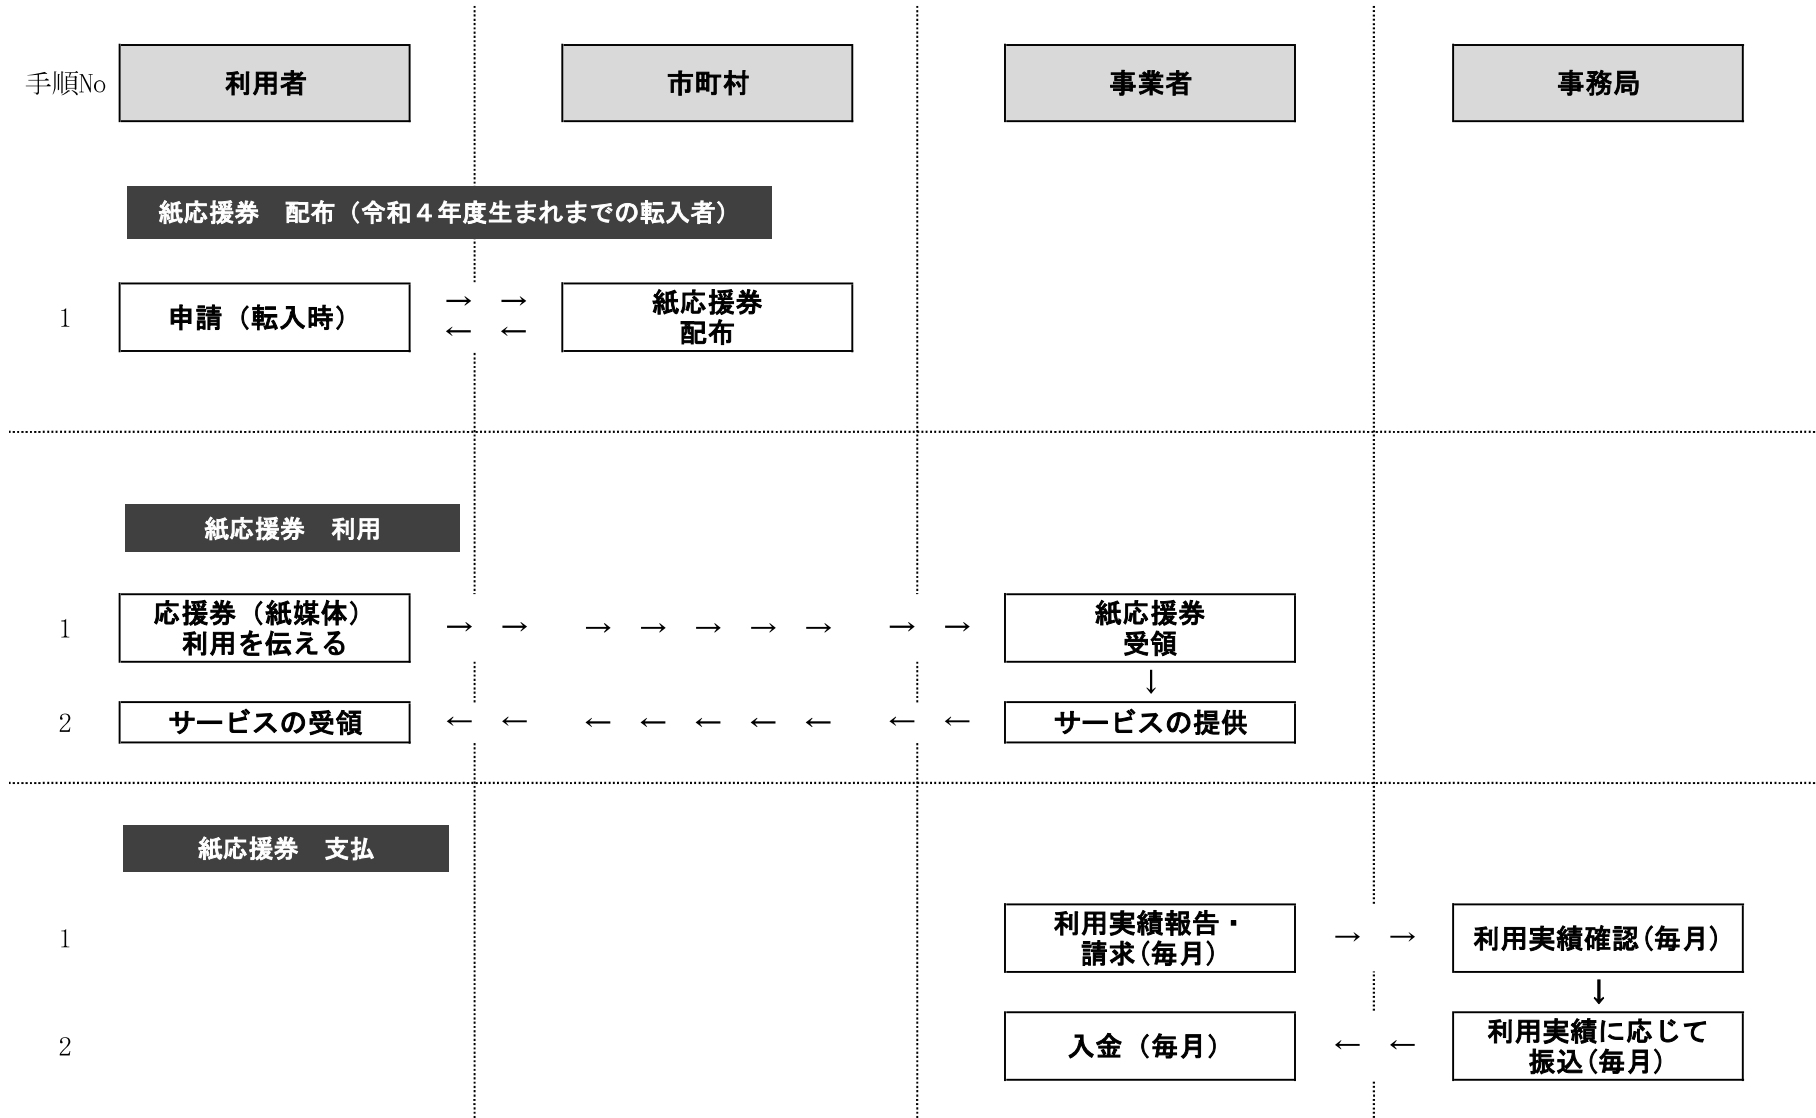 手順No 利用者 市町村 事業者 事務局
紙応援券　配布（令和４年度生まれまでの転入者）
1 申請（転入時） → → 紙応援券
← ← 配布
紙応援券　利用
1 応援券（紙媒体） → → → → → → → → → 紙応援券
利用を伝える 受領
↓
2 サービスの受領 ← ← ← ← ← ← ← ← ← サービスの提供
紙応援券　支払
1 利用実績報告・ → → 利用実績確認(毎月)
請求(毎月)
↓
2 入金（毎月） ← ← 利用実績に応じて
振込(毎月)